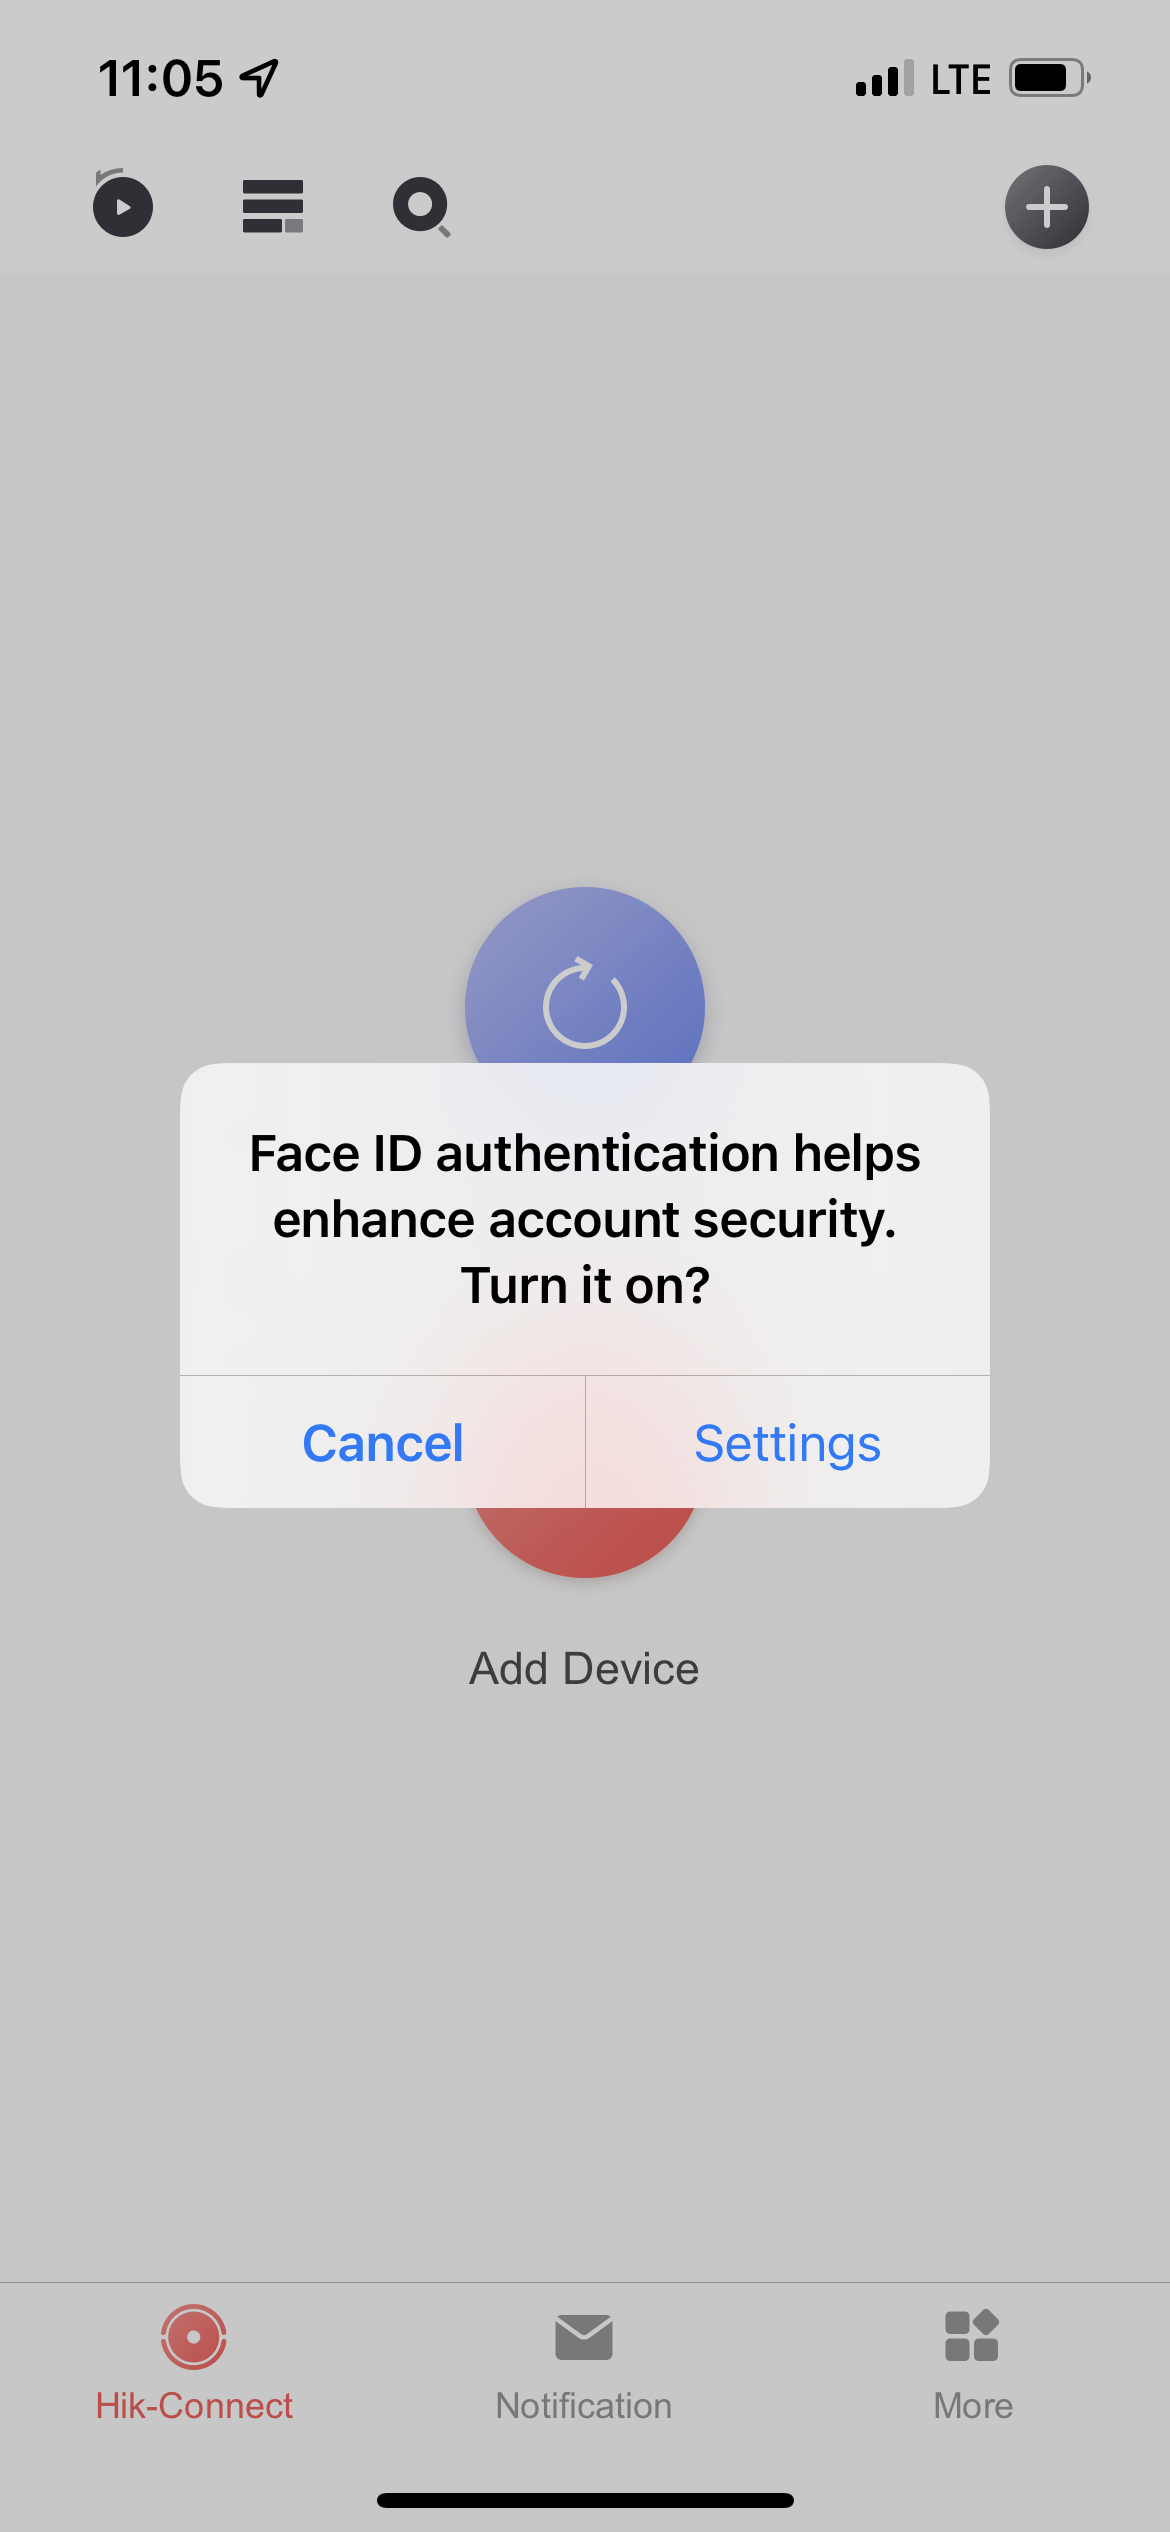 11:05
LTE
Face ID authentication helps
enhance account security.
Turn it on?
Cancel
Settings
Add Device
Hik-Connect
Notification
More